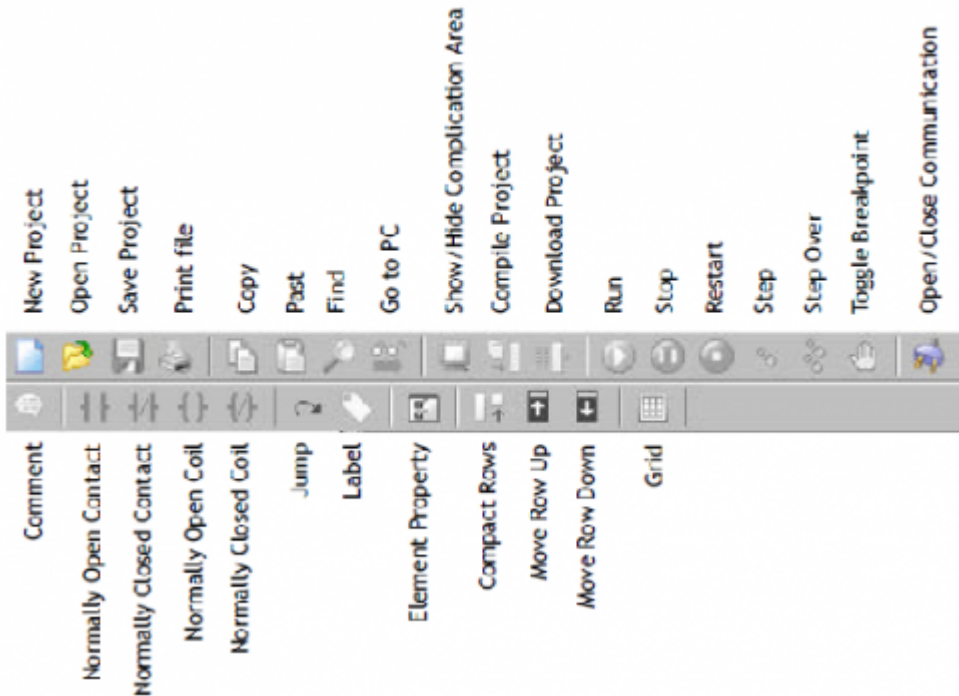 New Project
Open Project
Save Project
Print file
Copy
Past
Find
Go to PC
Show/Hide Complication Area
Compile Project
Download Project
Run
Stop
Restart
Step
Step Over
Toggle Breakpoint
Open/Close Communication
Comment
Normally Open Contact
Normally Closed Contact
Normally Open Coil
Normally Closed Coil
Jump
Label
Element Property
Compact Rows
Move Row Up
Move Row Down
Grid